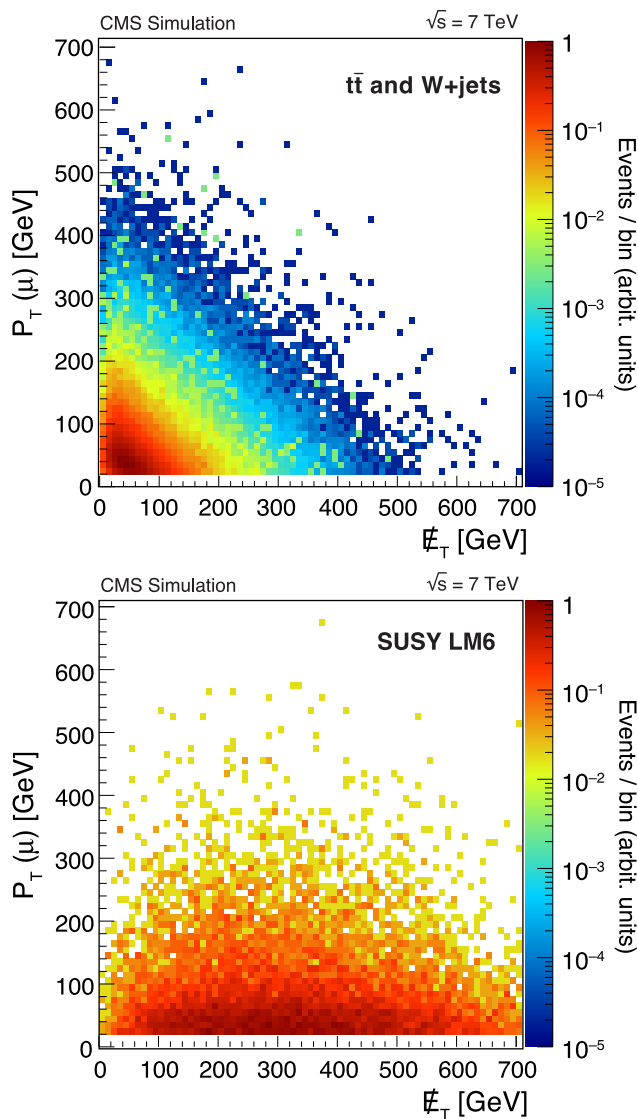 CMS Simulation √s = 7 TeV
tt̄ and W+jets
P_T (μ) [GeV]
700
600
500
400
300
200
100
0
0 100 200 300 400 500 600 700
E̸_T [GeV]
1
10⁻¹
10⁻²
10⁻³
10⁻⁴
10⁻⁵
Events / bin (arbit. units)
CMS Simulation √s = 7 TeV
SUSY LM6
P_T (μ) [GeV]
700
600
500
400
300
200
100
0
0 100 200 300 400 500 600 700
E̸_T [GeV]
1
10⁻¹
10⁻²
10⁻³
10⁻⁴
10⁻⁵
Events / bin (arbit. units)